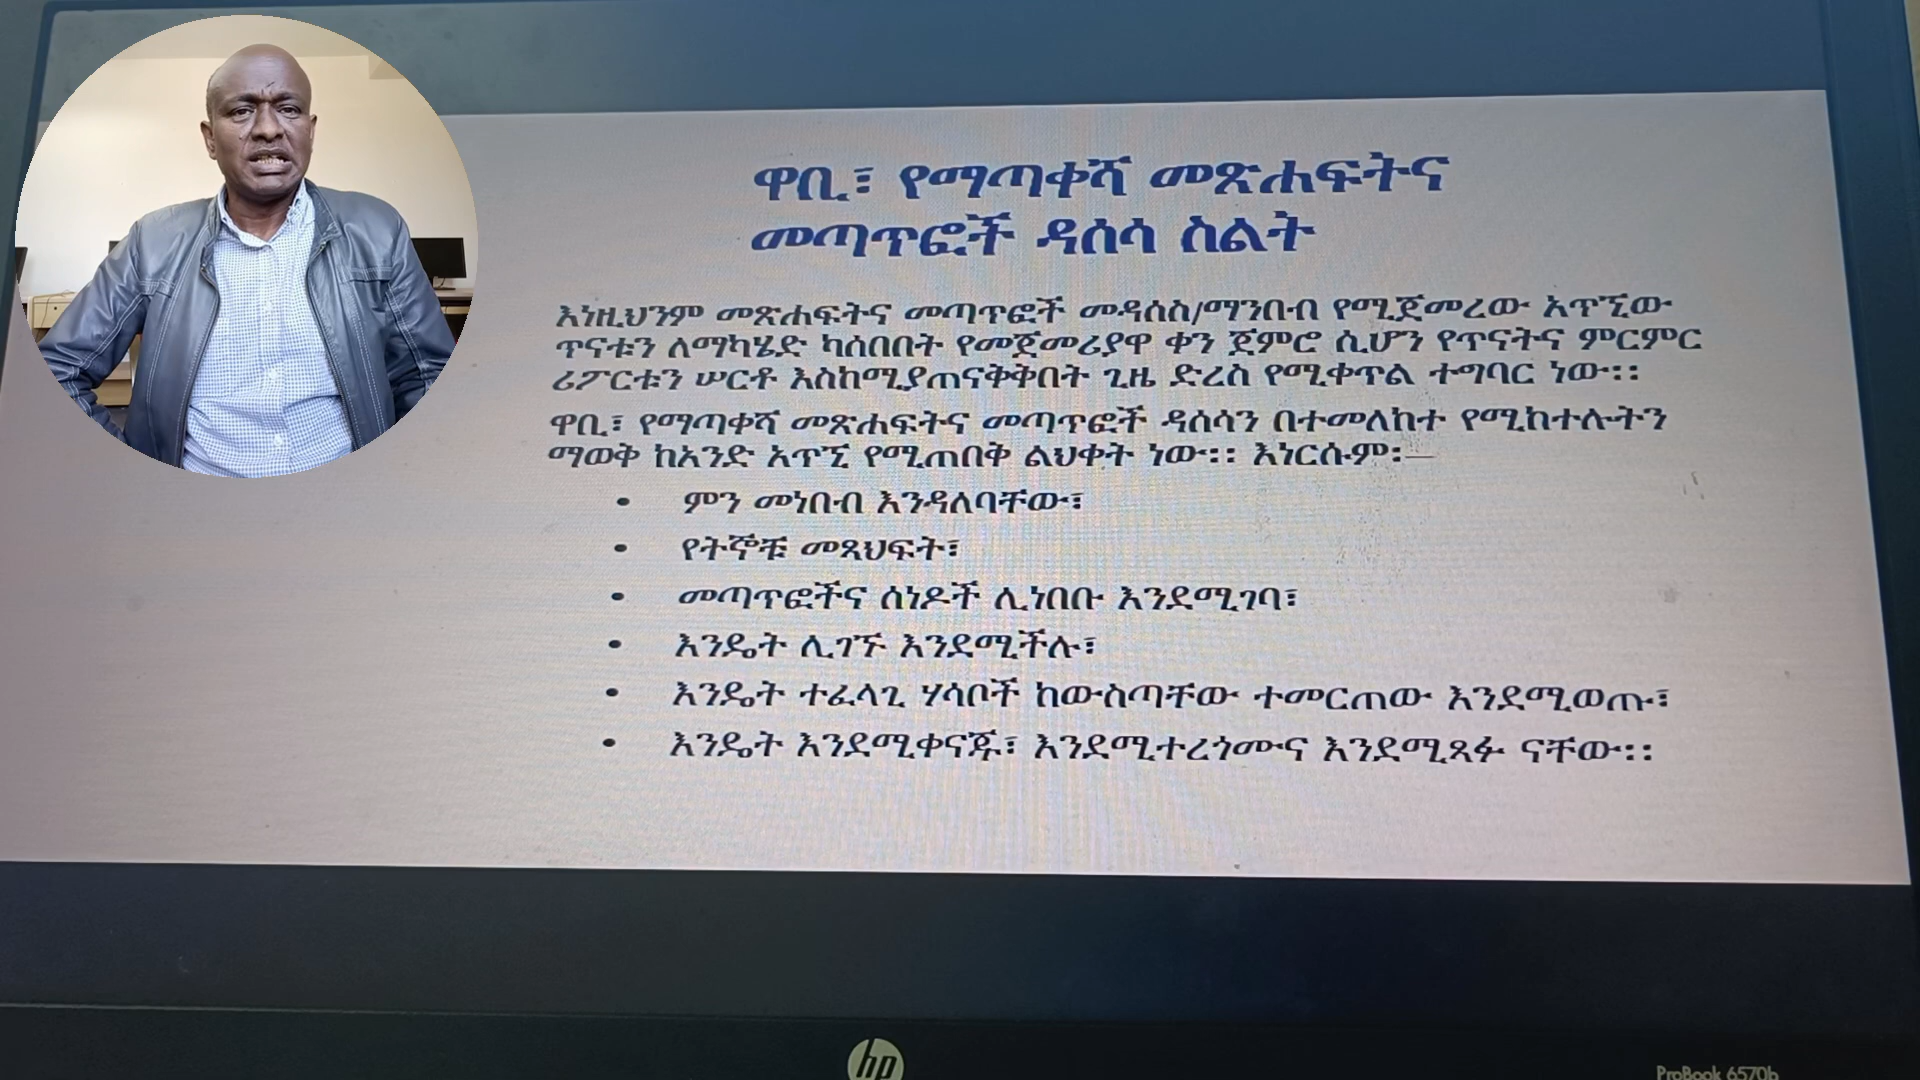 ዋቢ፣ የማጣቀሻ መጽሐፍትና
መጣጥፎች ዳሰሳ ስልት
እነዚህንም መጽሐፍትና መጣጥፎች መዳሰስ/ማንበብ የሚጀመረው አጥኚው
ጥናቱን ለማካሄድ ካሰበበት የመጀመሪያዋ ቀን ጀምሮ ሲሆን የጥናትና ምርምር
ሪፖርቱን ሠርቶ እስከሚያጠናቅቅበት ጊዜ ድረስ የሚቀጥል ተግባር ነው፡፡
ዋቢ፣ የማጣቀሻ መጽሐፍትና መጣጥፎች ዳሰሳን በተመለከተ የሚከተሉትን
ማወቅ ከአንድ አጥኚ የሚጠበቅ ልህቀት ነው፡፡ እነርሱም፡–
• ምን መነበብ እንዳለባቸው፣
• የትኞቹ መጻህፍት፣
• መጣጥፎችና ሰነዶች ሊነበቡ እንደሚገባ፣
• እንዴት ሊገኙ እንደሚችሉ፣
• እንዴት ተፈላጊ ሃሳቦች ከውስጣቸው ተመርጠው እንደሚወጡ፣
• እንዴት እንደሚቀናጁ፣ እንደሚተረጎሙና እንደሚጻፉ ናቸው፡፡
hp
ProBook 6570b